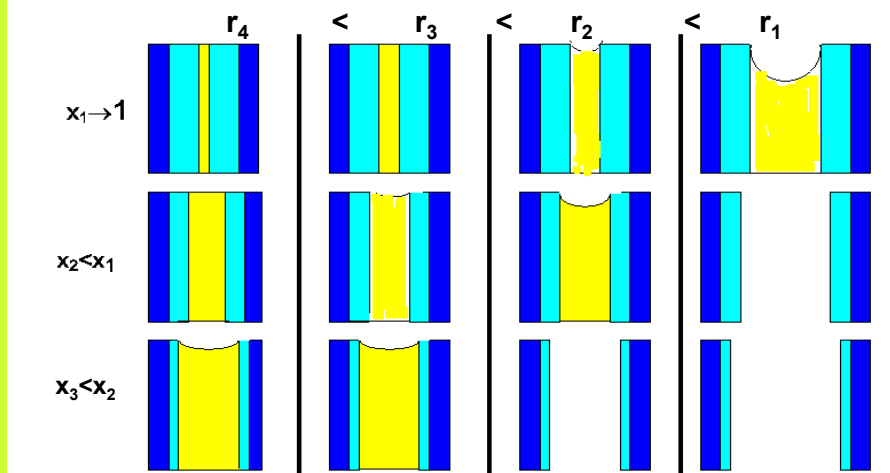 r₄ < r₃ < r₂ < r₁
x₁→1
x₂<x₁
x₃<x₂